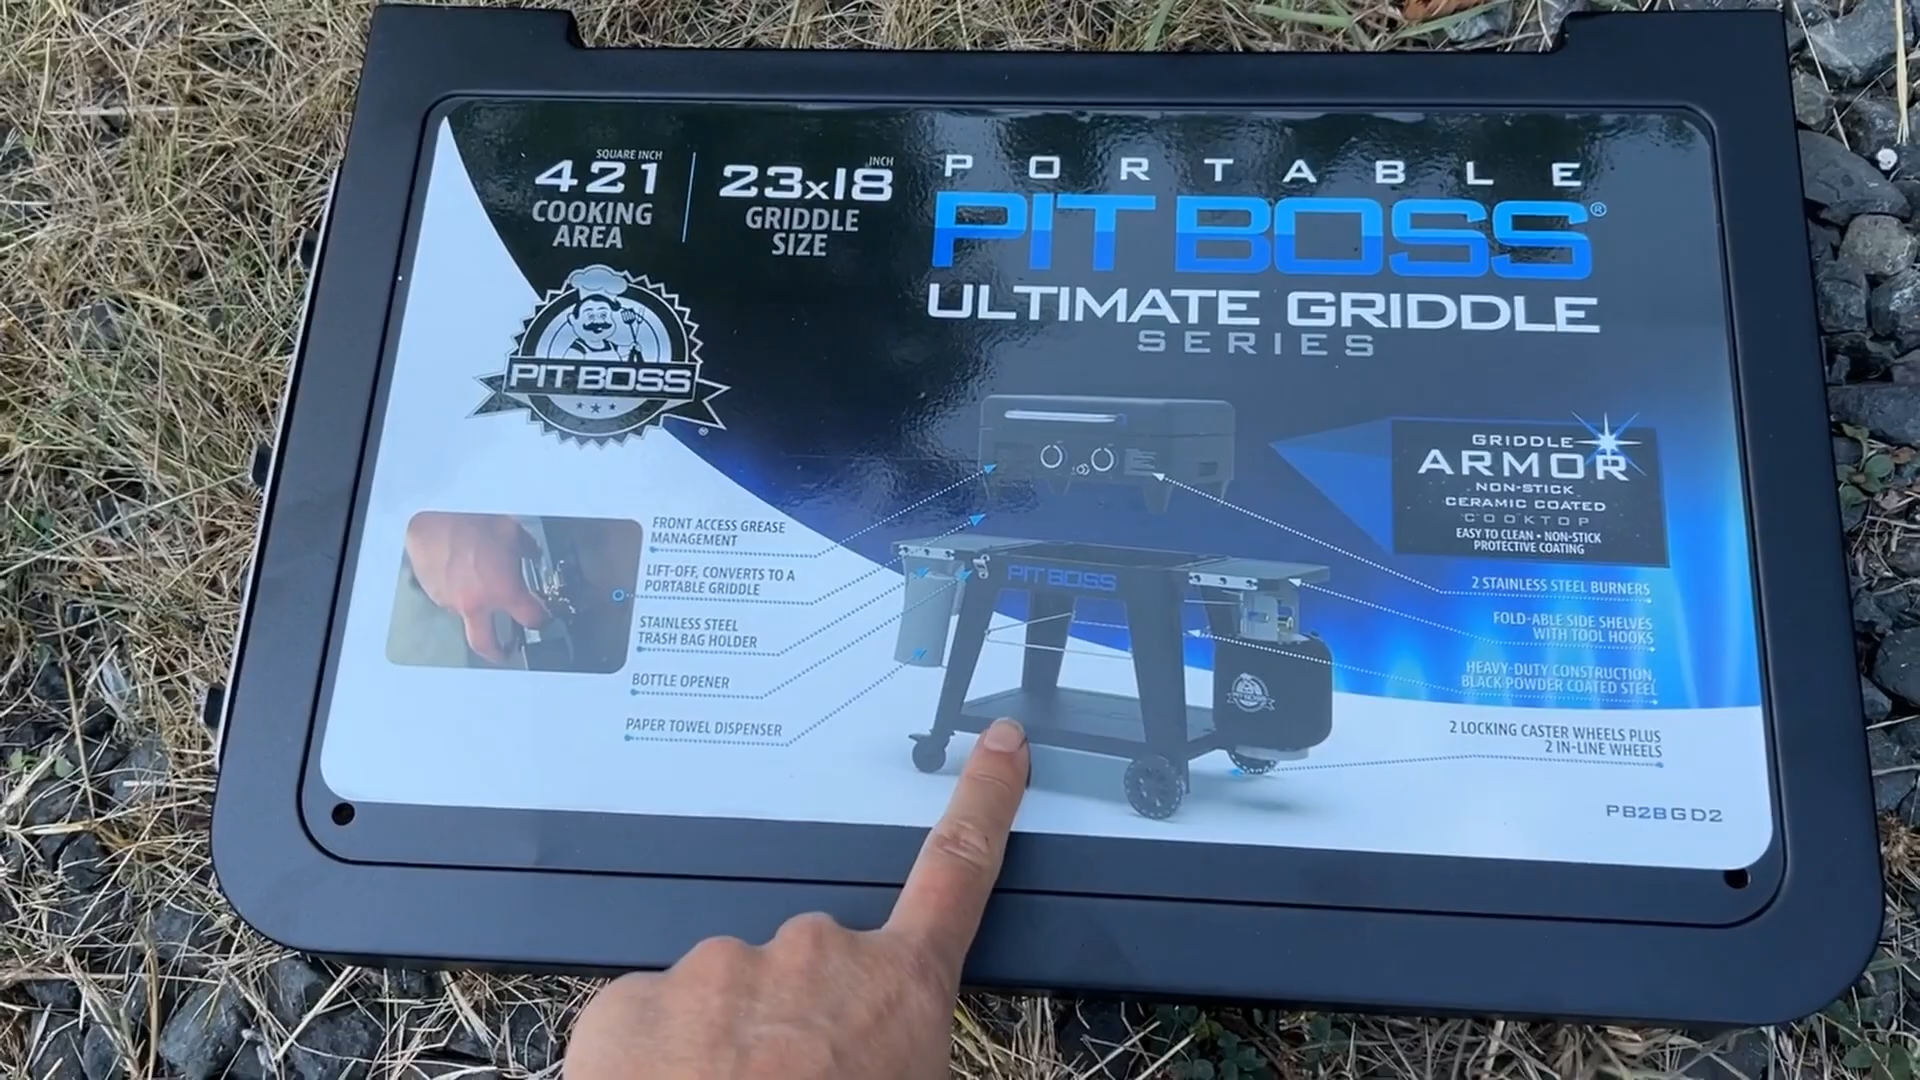 SQUARE INCH
421
COOKING
AREA
INCH
23x18
GRIDDLE
SIZE
PORTABLE
PIT BOSS®
ULTIMATE GRIDDLE
SERIES
PIT BOSS
®
GRIDDLE
ARMOR
NON-STICK
CERAMIC COATED
COOKTOP
EASY TO CLEAN • NON-STICK
PROTECTIVE COATING
FRONT ACCESS GREASE
MANAGEMENT
LIFT-OFF, CONVERTS TO A
PORTABLE GRIDDLE
STAINLESS STEEL
TRASH BAG HOLDER
BOTTLE OPENER
PAPER TOWEL DISPENSER
PIT BOSS
PIT BOSS
2 STAINLESS STEEL BURNERS
FOLD-ABLE SIDE SHELVES
WITH TOOL HOOKS
HEAVY-DUTY CONSTRUCTION,
BLACK POWDER COATED STEEL
2 LOCKING CASTER WHEELS PLUS
2 IN-LINE WHEELS
PB2BGD2